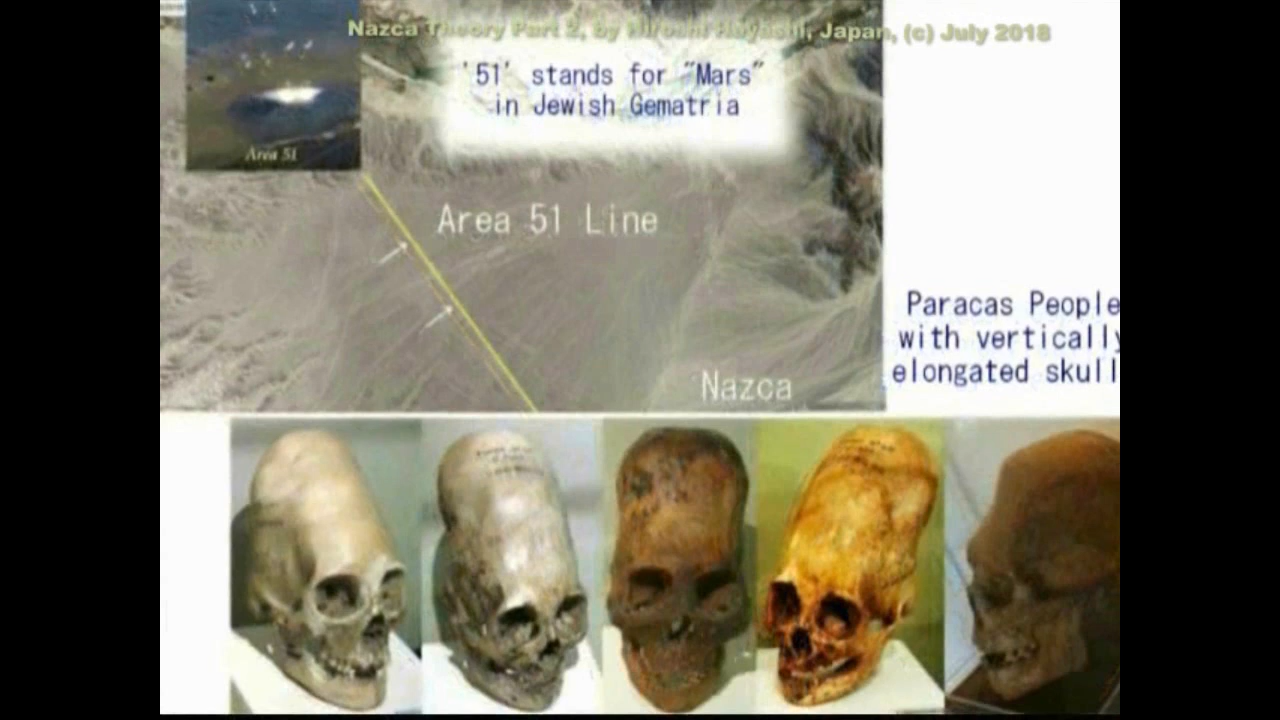 Nazca Theory Part 2, by Hiroshi Hayashi, Japan, (c) July 2018
'51' stands for "Mars"
in Jewish Gematria
Area 51
Area 51 Line
Paracas People
with vertically
elongated skull
Nazca